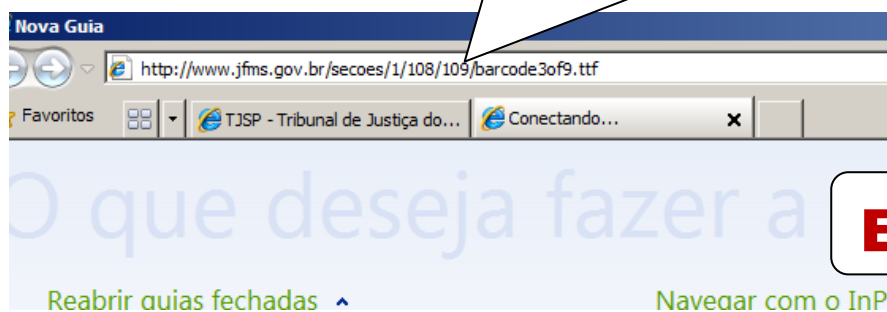 Nova Guia
http://www.jfms.gov.br/secoes/1/108/109/barcode3of9.ttf
Favoritos TJSP - Tribunal de Justiça do... Conectando...
O que deseja fazer a
Reabrir guias fechadas Navegar com o InP